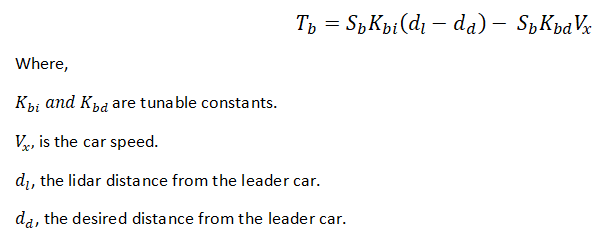 T_b = S_b K_{bi} (d_l − d_d) − S_b K_{bd} V_x
Where,
K_{bi} and K_{bd} are tunable constants.
V_x, is the car speed.
d_l, the lidar distance from the leader car.
d_d, the desired distance from the leader car.